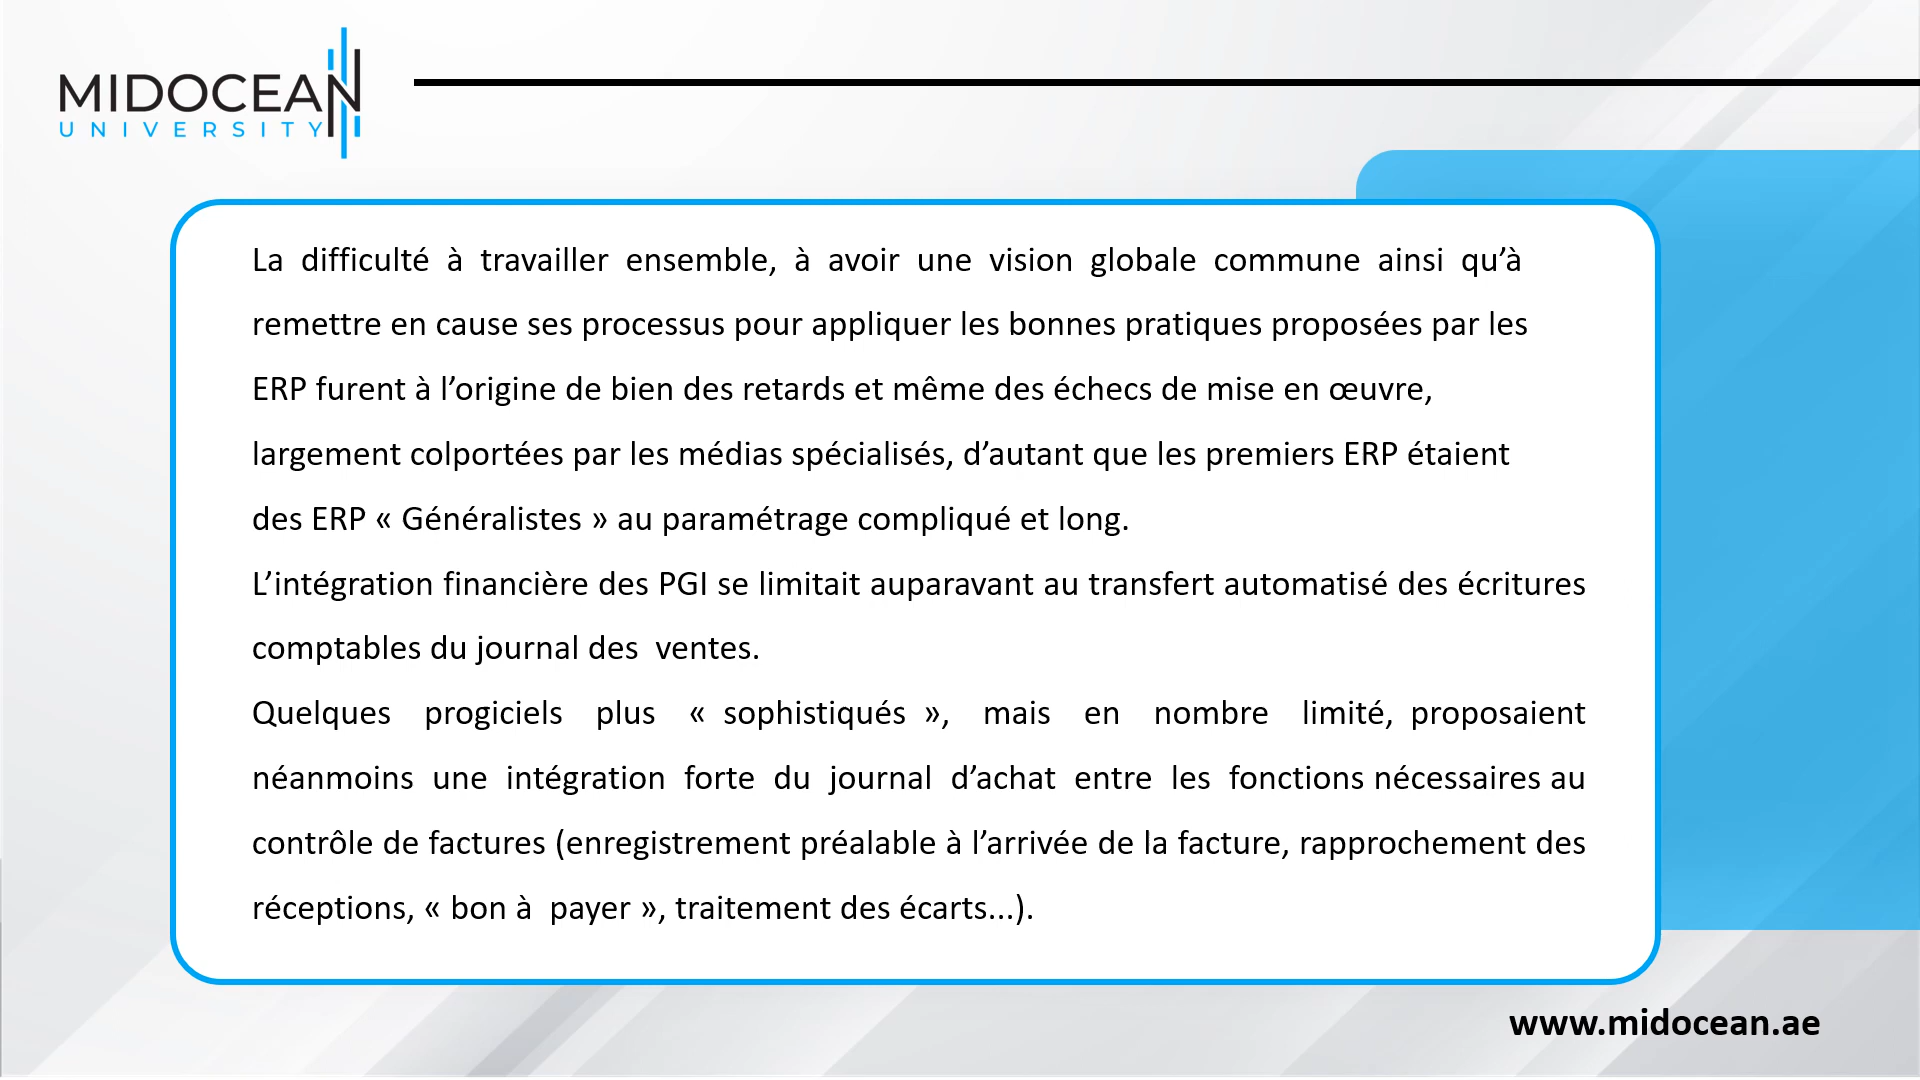 MIDOCEAN
UNIVERSITY
La difficulté à travailler ensemble, à avoir une vision globale commune ainsi qu’à
remettre en cause ses processus pour appliquer les bonnes pratiques proposées par les
ERP furent à l’origine de bien des retards et même des échecs de mise en œuvre,
largement colportées par les médias spécialisés, d’autant que les premiers ERP étaient
des ERP « Généralistes » au paramétrage compliqué et long.
L’intégration financière des PGI se limitait auparavant au transfert automatisé des écritures
comptables du journal des ventes.
Quelques progiciels plus « sophistiqués », mais en nombre limité, proposaient
néanmoins une intégration forte du journal d’achat entre les fonctions nécessaires au
contrôle de factures (enregistrement préalable à l’arrivée de la facture, rapprochement des
réceptions, « bon à payer », traitement des écarts...).
www.midocean.ae